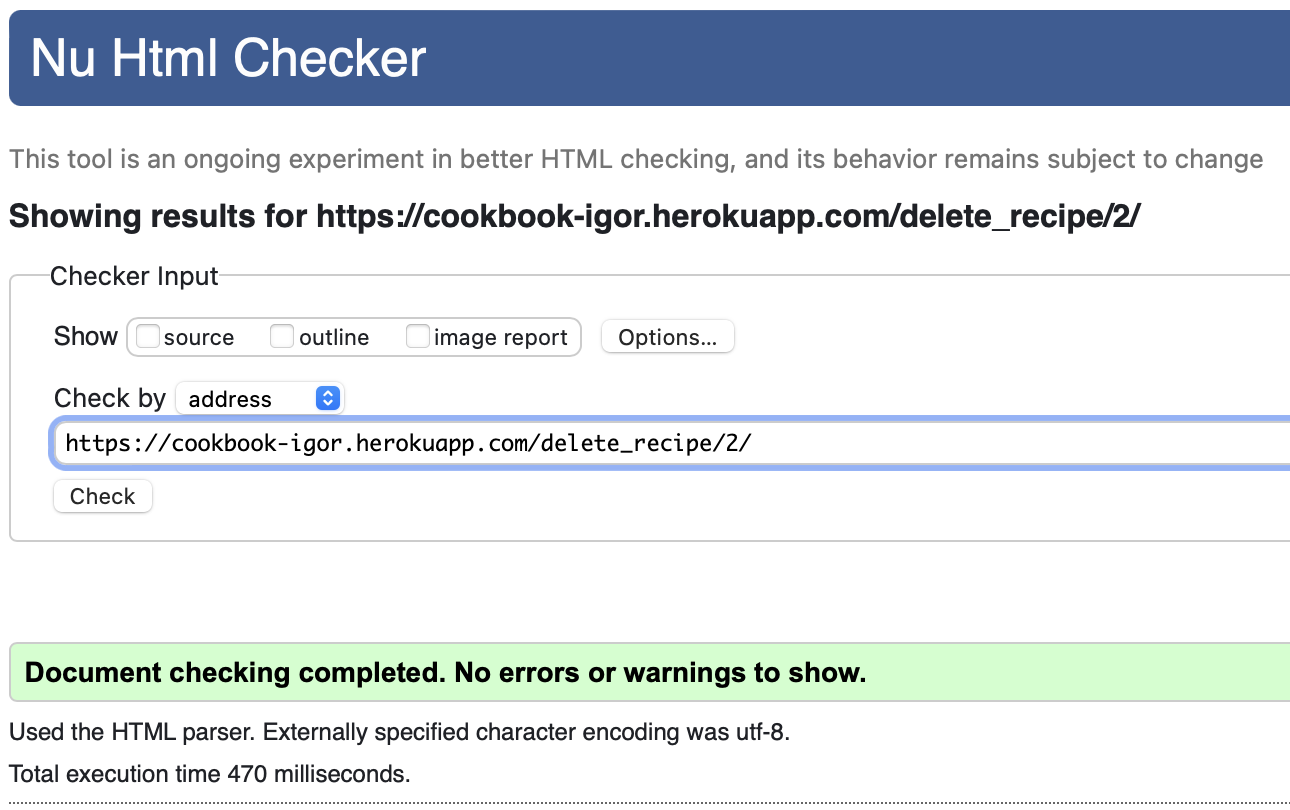 Nu Html Checker
This tool is an ongoing experiment in better HTML checking, and its behavior remains subject to change
Showing results for https://cookbook-igor.herokuapp.com/delete_recipe/2/
Checker Input
Show source outline image report Options...
Check by address
https://cookbook-igor.herokuapp.com/delete_recipe/2/
Check
Document checking completed. No errors or warnings to show.
Used the HTML parser. Externally specified character encoding was utf-8.
Total execution time 470 milliseconds.